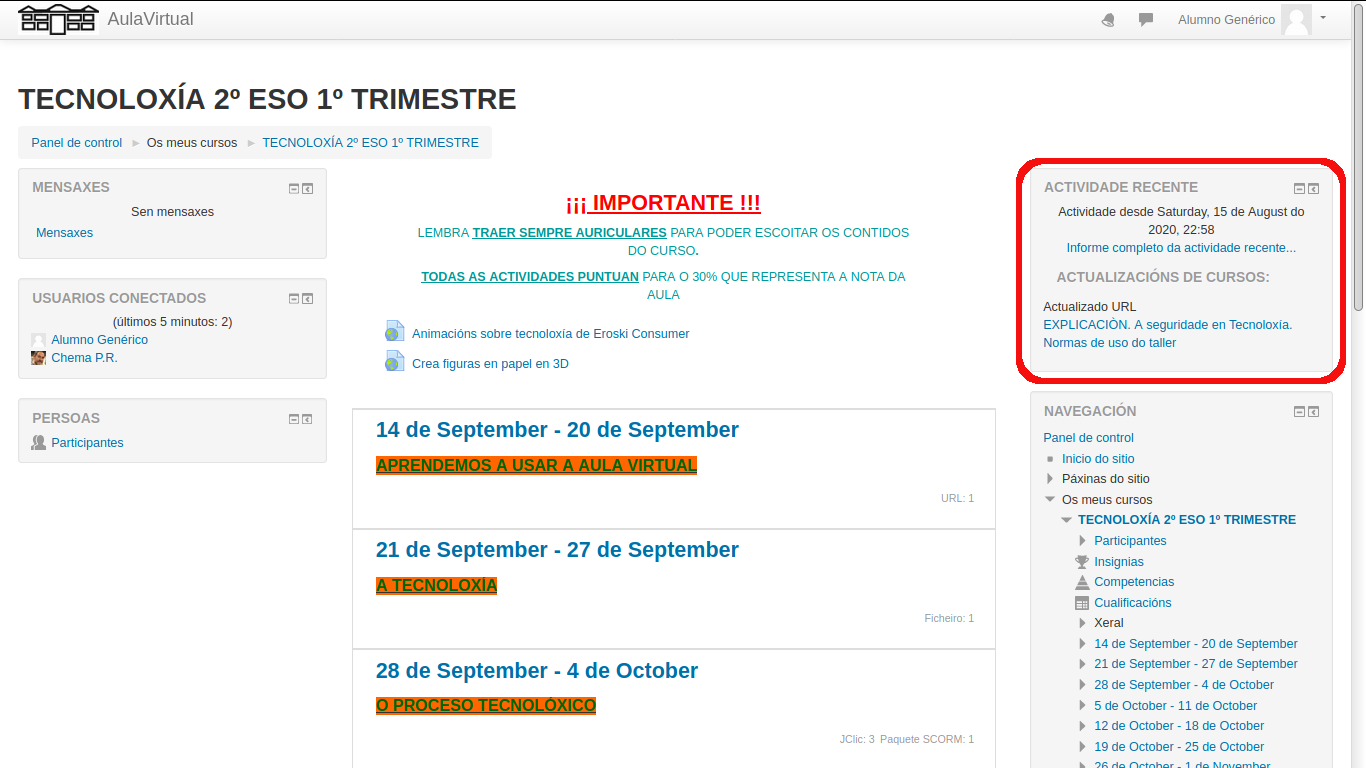 AulaVirtual
Alumno Genérico
TECNOLOXÍA 2º ESO 1º TRIMESTRE
Panel de control ► Os meus cursos ► TECNOLOXÍA 2º ESO 1º TRIMESTRE
MENSAXES
Sen mensaxes
Mensaxes
USUARIOS CONECTADOS
(últimos 5 minutos: 2)
Alumno Genérico
Chema P.R.
PERSOAS
Participantes
¡¡¡ IMPORTANTE !!!
LEMBRA TRAER SEMPRE AURICULARES PARA PODER ESCOITAR OS CONTIDOS
DO CURSO.
TODAS AS ACTIVIDADES PUNTUAN PARA O 30% QUE REPRESENTA A NOTA DA
AULA
Animacións sobre tecnoloxía de Eroski Consumer
Crea figuras en papel en 3D
14 de September - 20 de September
APRENDEMOS A USAR A AULA VIRTUAL
URL: 1
21 de September - 27 de September
A TECNOLOXÍA
Ficheiro: 1
28 de September - 4 de October
O PROCESO TECNOLÓXICO
JClic: 3 Paquete SCORM: 1
ACTIVIDADE RECENTE
Actividade desde Saturday, 15 de August do
2020, 22:58
Informe completo da actividade recente...
ACTUALIZACIÓNS DE CURSOS:
Actualizado URL
EXPLICACIÒN. A seguridade en Tecnoloxía.
Normas de uso do taller
NAVEGACIÓN
Panel de control
Inicio do sitio
Páxinas do sitio
Os meus cursos
TECNOLOXÍA 2º ESO 1º TRIMESTRE
Participantes
Insignias
Competencias
Cualificacións
Xeral
14 de September - 20 de September
21 de September - 27 de September
28 de September - 4 de October
5 de October - 11 de October
12 de October - 18 de October
19 de October - 25 de October
26 de October - 1 de November